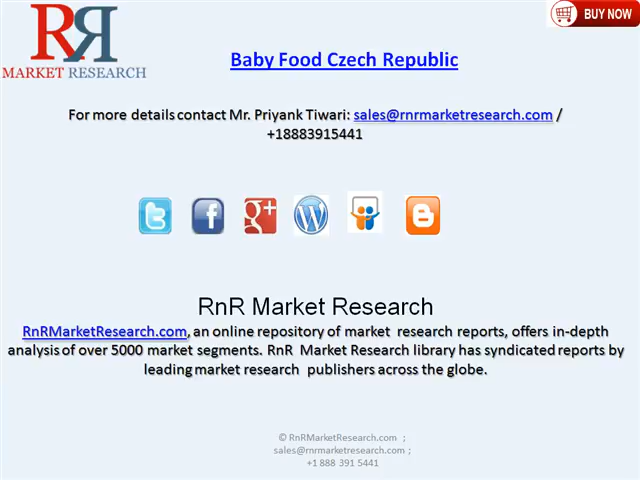 RR
MARKET RESEARCH
BUY NOW
Baby Food Czech Republic
For more details contact Mr. Priyank Tiwari: sales@rnrmarketresearch.com /
+18883915441
RnR Market Research
RnRMarketResearch.com, an online repository of market research reports, offers in-depth
analysis of over 5000 market segments. RnR Market Research library has syndicated reports by
leading market research publishers across the globe.
© RnRMarketResearch.com ;
sales@rnrmarketresearch.com ;
+1 888 391 5441